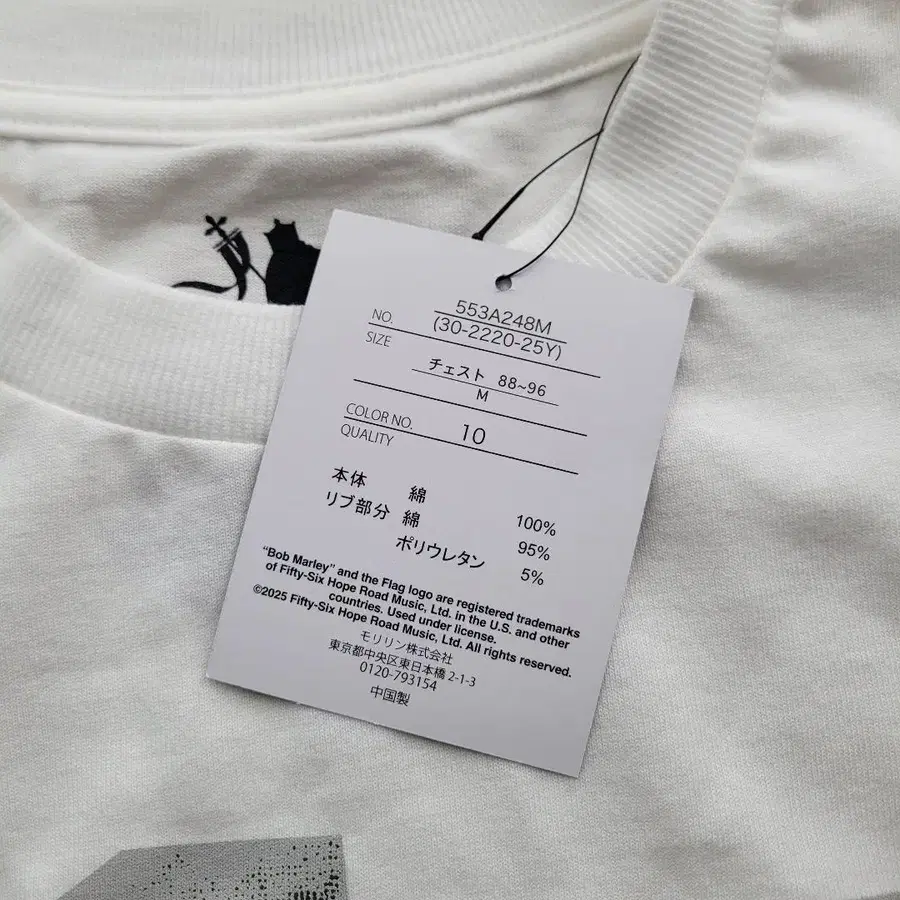 553A248M
NO. (30-2220-25Y)
SIZE
チェスト 88~96
M
COLOR NO. 10
QUALITY
本体 綿 100%
リブ部分 綿 95%
ポリウレタン 5%
“Bob Marley” and the Flag logo are registered trademarks
of Fifty-Six Hope Road Music, Ltd. in the U.S. and other
countries. Used under license.
©2025 Fifty-Six Hope Road Music, Ltd. All rights reserved.
モリリン株式会社
東京都中央区東日本橋 2-1-3
0120-793154
中国製